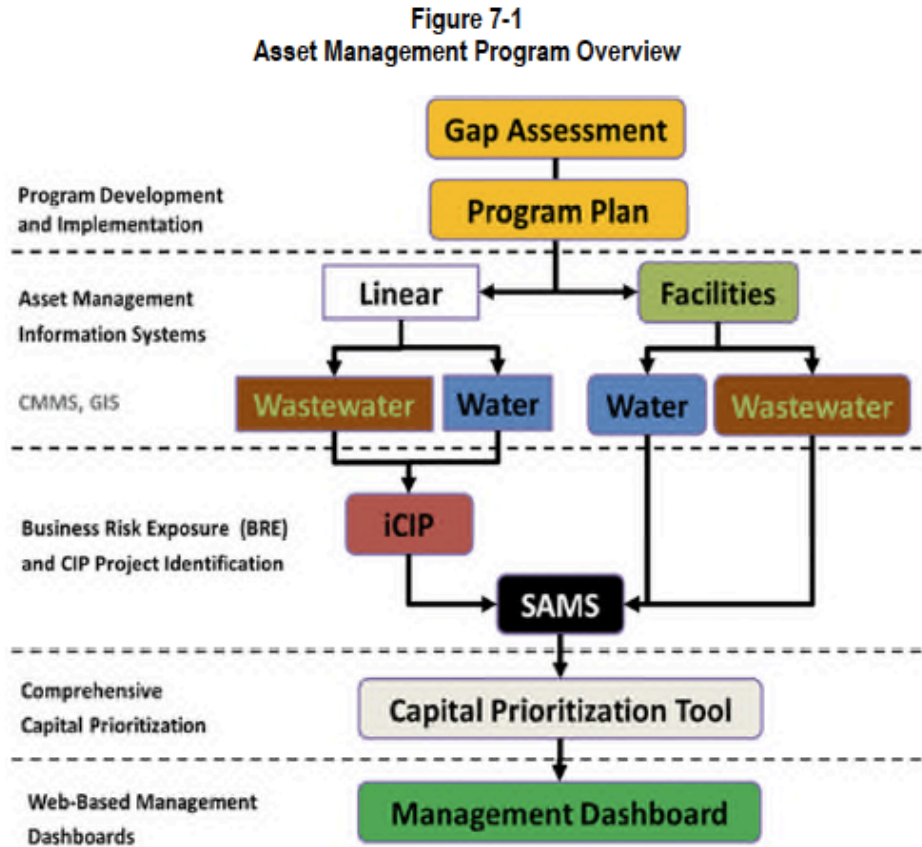 Figure 7-1
Asset Management Program Overview
Gap Assessment
Program Development
and Implementation
Program Plan
Asset Management
Information Systems
Linear
Facilities
CMMS, GIS
Wastewater
Water
Water
Wastewater
Business Risk Exposure (BRE)
and CIP Project Identification
iCIP
SAMS
Comprehensive
Capital Prioritization
Capital Prioritization Tool
Web-Based Management
Dashboards
Management Dashboard